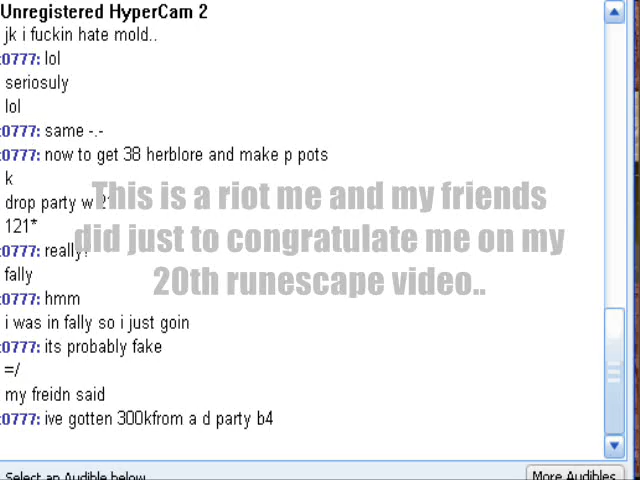 Unregistered HyperCam 2
jk i fuckin hate mold..
:0777: lol
seriosuly
lol
:0777: same -.-
:0777: now to get 38 herblore and make p pots
k
drop party w
This is a riot me and my friends
121*
did just to congratulate me on my
:0777: really?
fally
20th runescape video..
:0777: hmm
i was in fally so i just goin
:0777: its probably fake
=/
my freidn said
:0777: ive gotten 300kfrom a d party b4
Select an Audible below
More Audibles